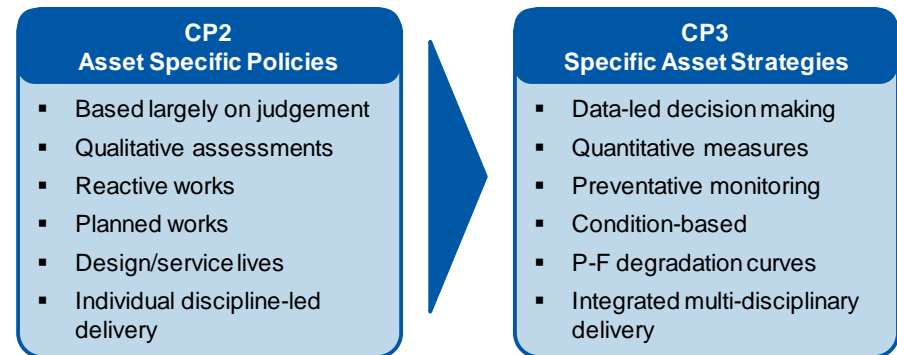 CP2
Asset Specific Policies
▪ Based largely on judgement
▪ Qualitative assessments
▪ Reactive works
▪ Planned works
▪ Design/service lives
▪ Individual discipline-led
delivery
CP3
Specific Asset Strategies
▪ Data-led decision making
▪ Quantitative measures
▪ Preventative monitoring
▪ Condition-based
▪ P-F degradation curves
▪ Integrated multi-disciplinary
delivery